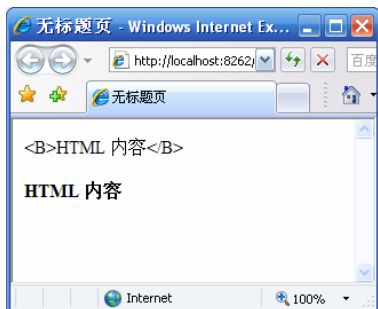 无标题页 - Windows Internet Ex...
http://localhost:8262/
百度
无标题页
<B>HTML 内容</B>
HTML 内容
Internet
100%